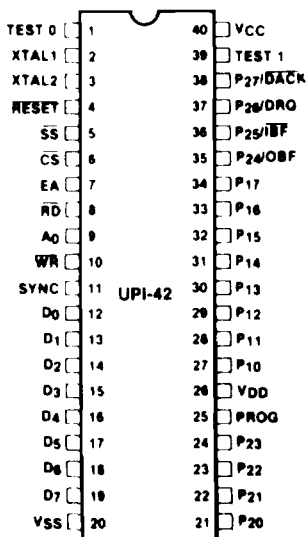 TEST 0 1 40 VCC
XTAL1 2 39 TEST 1
XTAL2 3 38 P27/DACK
RESET 4 37 P26/DRQ
SS 5 36 P25/IBF
CS 6 35 P24/OBF
EA 7 34 P17
RD 8 33 P16
A0 9 32 P15
WR 10 31 P14
SYNC 11 30 P13
UPI-42
D0 12 29 P12
D1 13 28 P11
D2 14 27 P10
D3 15 26 VDD
D4 16 25 PROG
D5 17 24 P23
D6 18 23 P22
D7 19 22 P21
VSS 20 21 P20